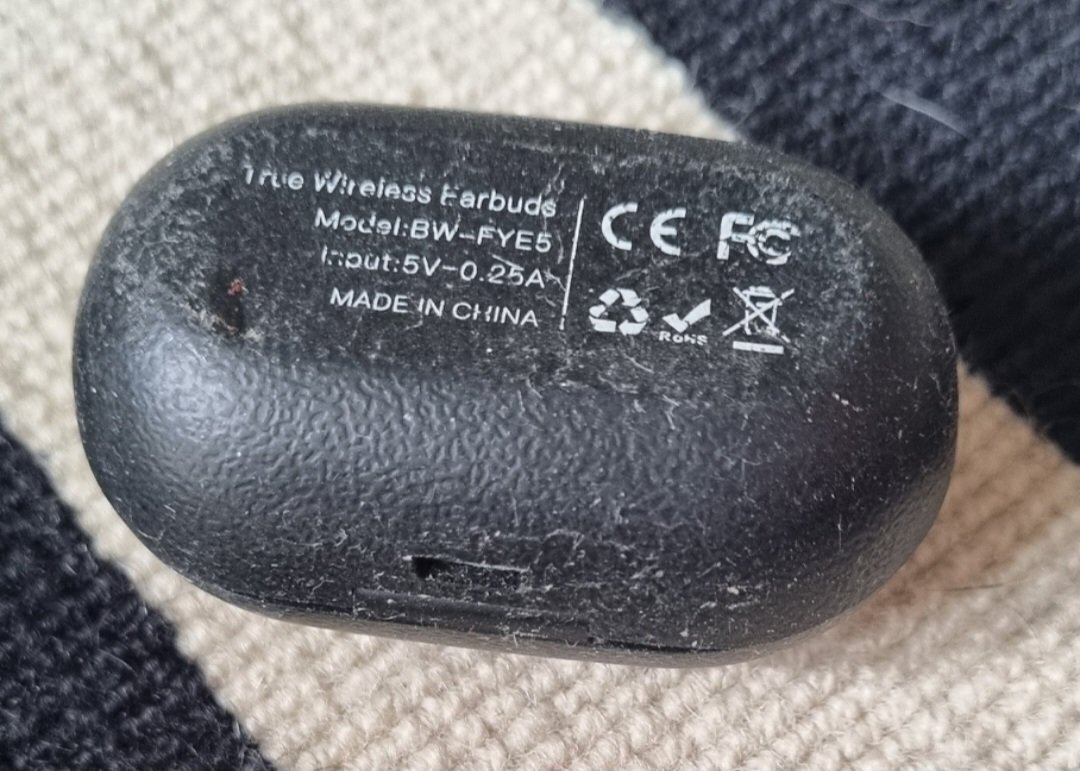 True Wireless Earbuds
Model:BW-FYE5
Input:5V-0.25A
MADE IN CHINA
CE FC
RoHS